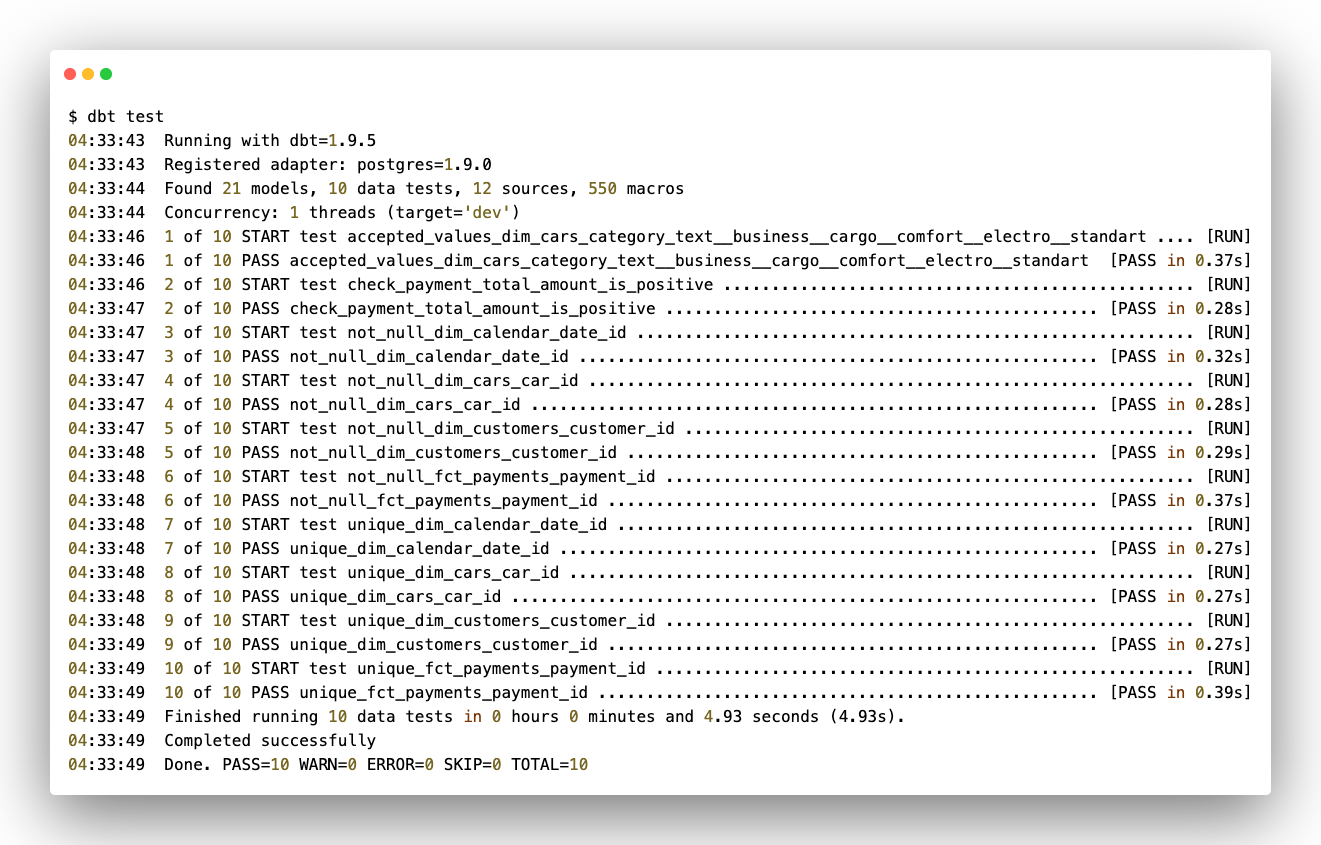 $ dbt test
04:33:43  Running with dbt=1.9.5
04:33:43  Registered adapter: postgres=1.9.0
04:33:44  Found 21 models, 10 data tests, 12 sources, 550 macros
04:33:44  Concurrency: 1 threads (target='dev')
04:33:46  1 of 10 START test accepted_values_dim_cars_category_text__business__cargo__comfort__electro__standart .... [RUN]
04:33:46  1 of 10 PASS accepted_values_dim_cars_category_text__business__cargo__comfort__electro__standart  [PASS in 0.37s]
04:33:46  2 of 10 START test check_payment_total_amount_is_positive ................................................. [RUN]
04:33:47  2 of 10 PASS check_payment_total_amount_is_positive ............................................. [PASS in 0.28s]
04:33:47  3 of 10 START test not_null_dim_calendar_date_id .......................................................... [RUN]
04:33:47  3 of 10 PASS not_null_dim_calendar_date_id ...................................................... [PASS in 0.32s]
04:33:47  4 of 10 START test not_null_dim_cars_car_id ............................................................... [RUN]
04:33:47  4 of 10 PASS not_null_dim_cars_car_id ........................................................... [PASS in 0.28s]
04:33:47  5 of 10 START test not_null_dim_customers_customer_id ..................................................... [RUN]
04:33:48  5 of 10 PASS not_null_dim_customers_customer_id ................................................. [PASS in 0.29s]
04:33:48  6 of 10 START test not_null_fct_payments_payment_id ....................................................... [RUN]
04:33:48  6 of 10 PASS not_null_fct_payments_payment_id ................................................... [PASS in 0.37s]
04:33:48  7 of 10 START test unique_dim_calendar_date_id ............................................................ [RUN]
04:33:48  7 of 10 PASS unique_dim_calendar_date_id ........................................................ [PASS in 0.27s]
04:33:48  8 of 10 START test unique_dim_cars_car_id ................................................................. [RUN]
04:33:48  8 of 10 PASS unique_dim_cars_car_id ............................................................. [PASS in 0.27s]
04:33:48  9 of 10 START test unique_dim_customers_customer_id ....................................................... [RUN]
04:33:49  9 of 10 PASS unique_dim_customers_customer_id ................................................... [PASS in 0.27s]
04:33:49  10 of 10 START test unique_fct_payments_payment_id ........................................................ [RUN]
04:33:49  10 of 10 PASS unique_fct_payments_payment_id .................................................... [PASS in 0.39s]
04:33:49  Finished running 10 data tests in 0 hours 0 minutes and 4.93 seconds (4.93s).
04:33:49  Completed successfully
04:33:49  Done. PASS=10 WARN=0 ERROR=0 SKIP=0 TOTAL=10